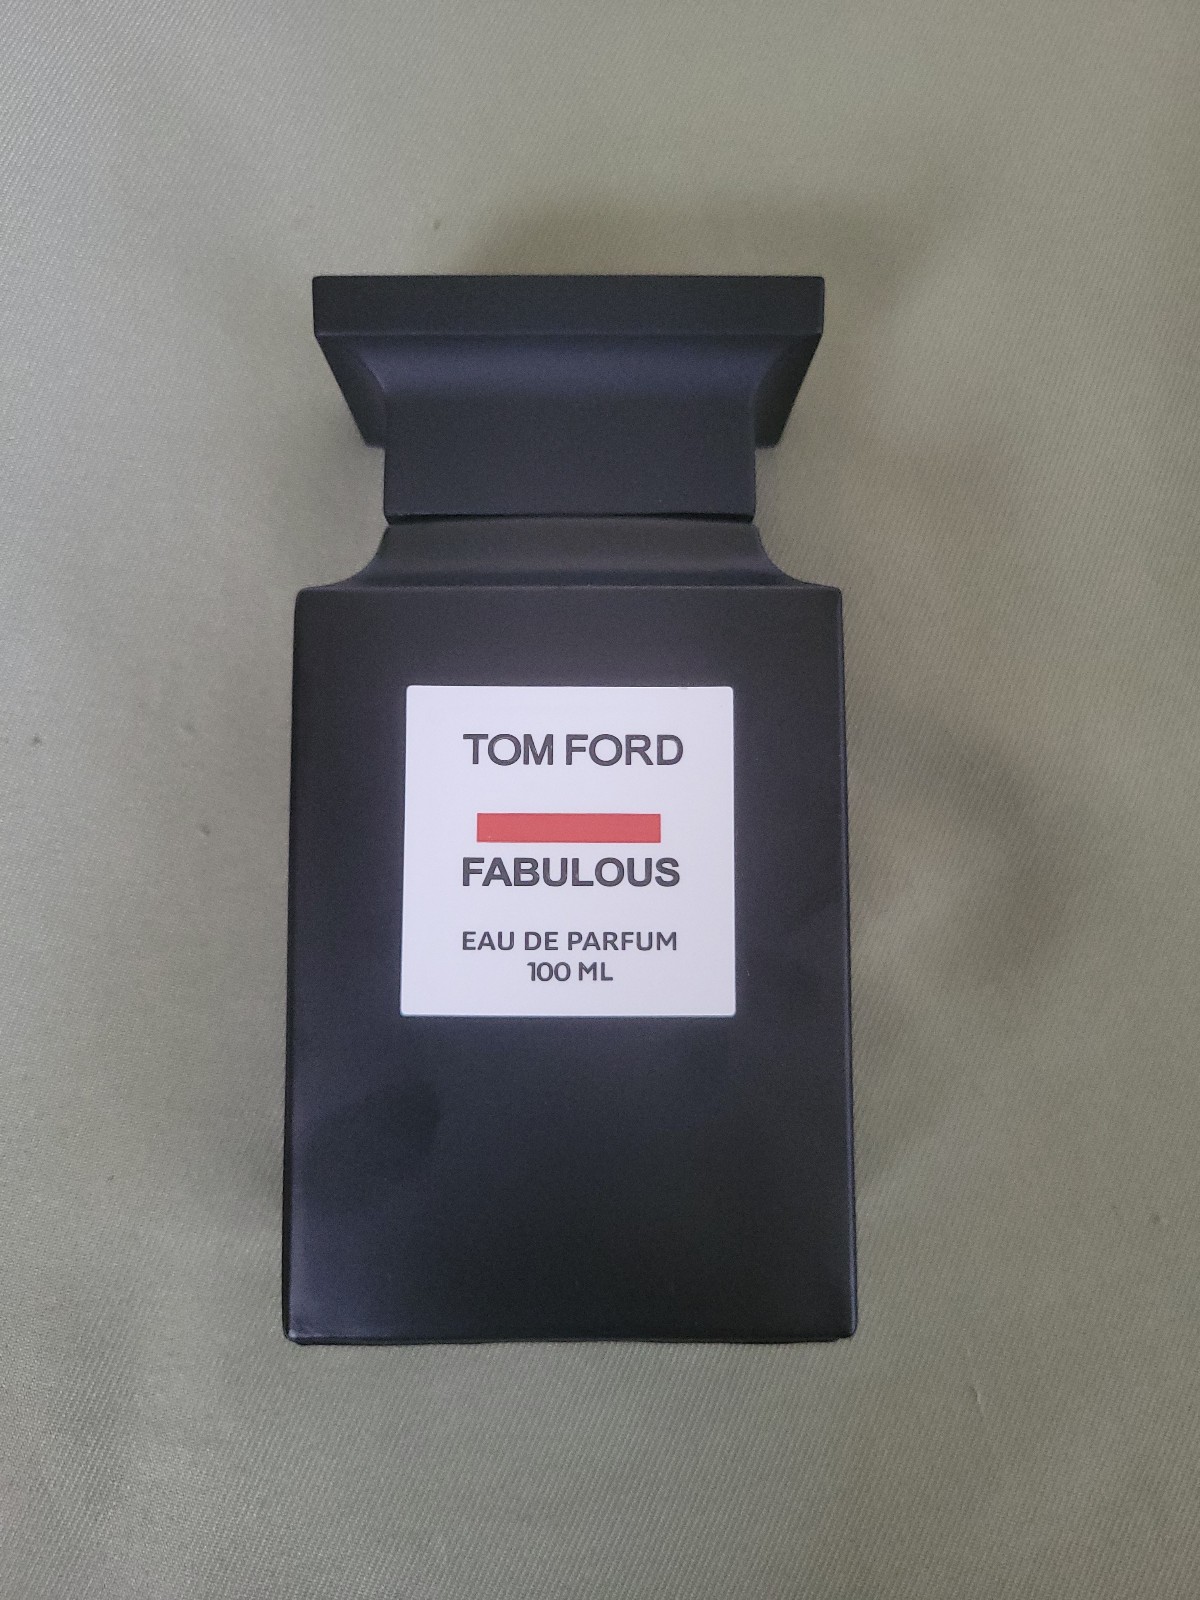 TOM FORD
FABULOUS
EAU DE PARFUM
100 ML